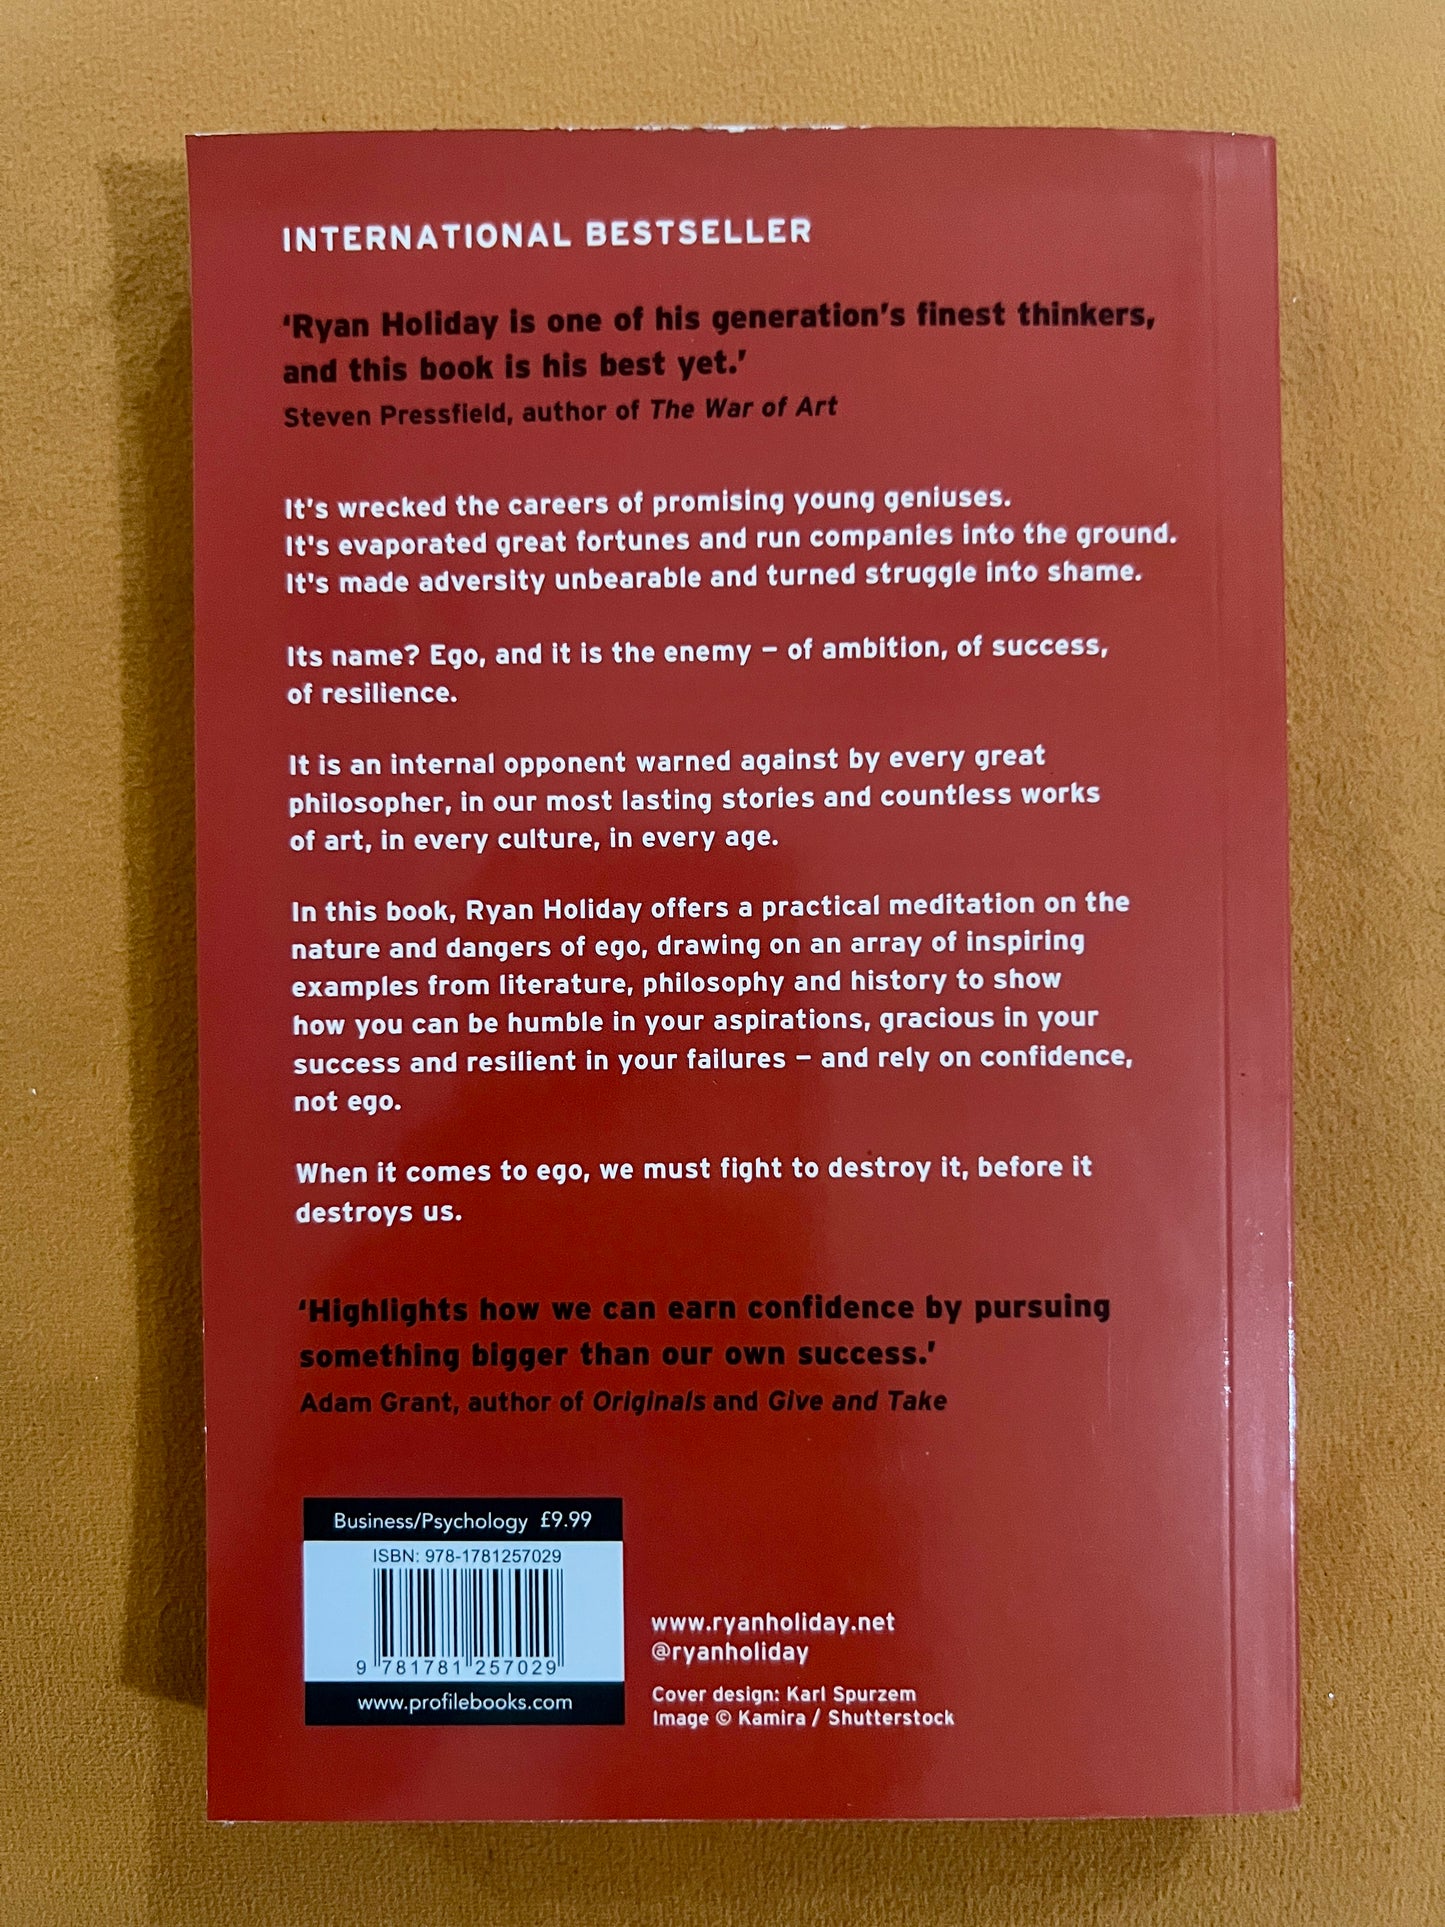 INTERNATIONAL BESTSELLER
‘Ryan Holiday is one of his generation’s finest thinkers,
and this book is his best yet.’
Steven Pressfield, author of The War of Art
It's wrecked the careers of promising young geniuses.
It's evaporated great fortunes and run companies into the ground.
It's made adversity unbearable and turned struggle into shame.
Its name? Ego, and it is the enemy – of ambition, of success,
of resilience.
It is an internal opponent warned against by every great
philosopher, in our most lasting stories and countless works
of art, in every culture, in every age.
In this book, Ryan Holiday offers a practical meditation on the
nature and dangers of ego, drawing on an array of inspiring
examples from literature, philosophy and history to show
how you can be humble in your aspirations, gracious in your
success and resilient in your failures – and rely on confidence,
not ego.
When it comes to ego, we must fight to destroy it, before it
destroys us.
‘Highlights how we can earn confidence by pursuing
something bigger than our own success.’
Adam Grant, author of Originals and Give and Take
Business/Psychology £9.99
ISBN: 978-1781257029
9 781781 257029
www.profilebooks.com
www.ryanholiday.net
@ryanholiday
Cover design: Karl Spurzem
Image © Kamira / Shutterstock